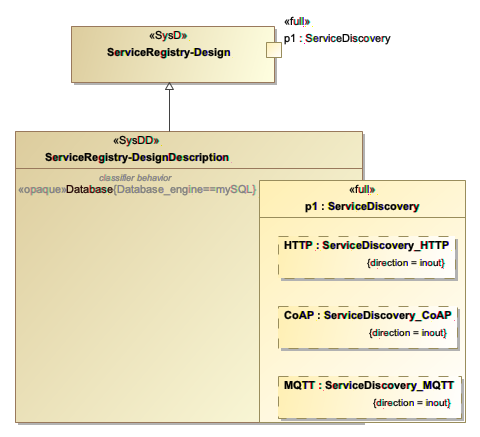 «full»
p1 : ServiceDiscovery
«SysD»
ServiceRegistry-Design
«SysDD»
ServiceRegistry-DesignDescription
classifier behavior
«opaque»Database{Database_engine==mySQL}
«full»
p1 : ServiceDiscovery
HTTP : ServiceDiscovery_HTTP
{direction = inout}
CoAP : ServiceDiscovery_CoAP
{direction = inout}
MQTT : ServiceDiscovery_MQTT
{direction = inout}